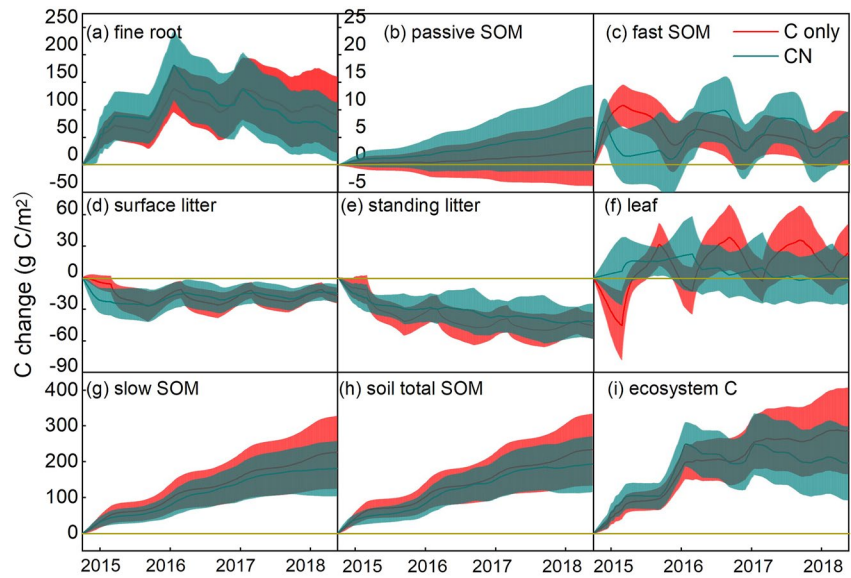 (a) fine root
(b) passive SOM
(c) fast SOM
C only
CN
250
200
150
100
50
0
-50
25
20
15
10
5
0
-5
(d) surface litter
(e) standing litter
(f) leaf
60
30
0
-30
-60
-90
C change (g C/m²)
(g) slow SOM
(h) soil total SOM
(i) ecosystem C
400
300
200
100
0
2015 2016 2017 2018
2015 2016 2017 2018
2015 2016 2017 2018